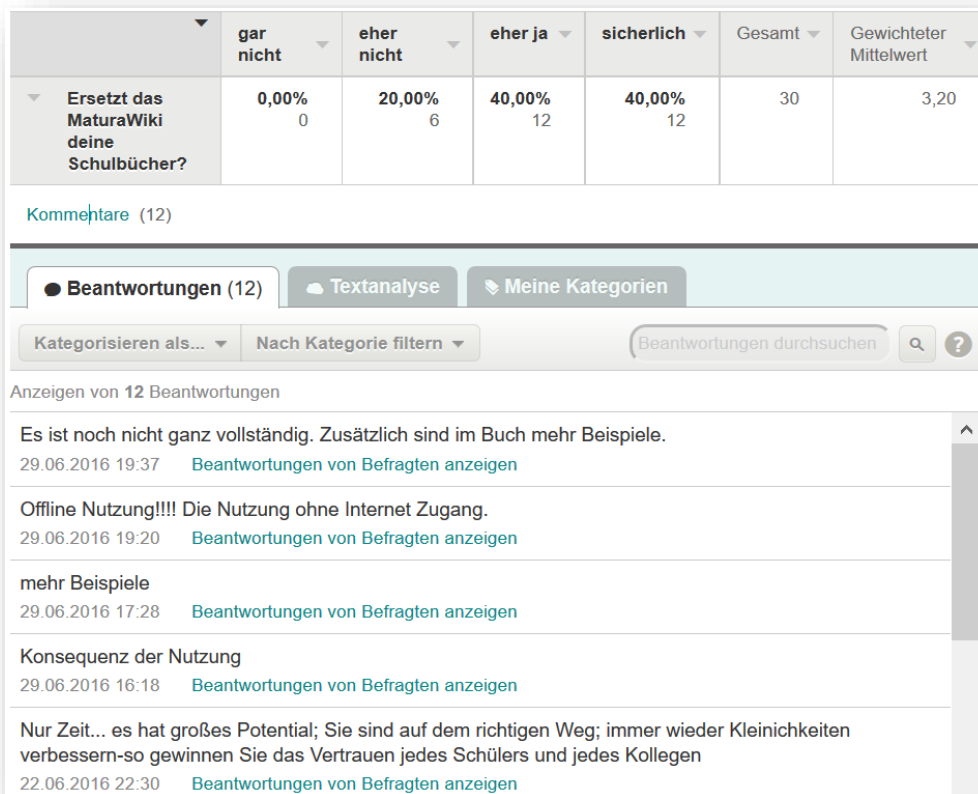 gar nicht
eher nicht
eher ja
sicherlich
Gesamt
Gewichteter Mittelwert
Ersetzt das
MaturaWiki
deine
Schulbücher?
0,00%
0
20,00%
6
40,00%
12
40,00%
12
30
3,20
Kommentare (12)
Beantwortungen (12)
Textanalyse
Meine Kategorien
Kategorisieren als...
Nach Kategorie filtern
Beantwortungen durchsuchen
?
Anzeigen von 12 Beantwortungen
Es ist noch nicht ganz vollständig. Zusätzlich sind im Buch mehr Beispiele.
29.06.2016 19:37 Beantwortungen von Befragten anzeigen
Offline Nutzung!!!! Die Nutzung ohne Internet Zugang.
29.06.2016 19:20 Beantwortungen von Befragten anzeigen
mehr Beispiele
29.06.2016 17:28 Beantwortungen von Befragten anzeigen
Konsequenz der Nutzung
29.06.2016 16:18 Beantwortungen von Befragten anzeigen
Nur Zeit... es hat großes Potential; Sie sind auf dem richtigen Weg; immer wieder Kleinichkeiten
verbessern-so gewinnen Sie das Vertrauen jedes Schülers und jedes Kollegen
22.06.2016 22:30 Beantwortungen von Befragten anzeigen